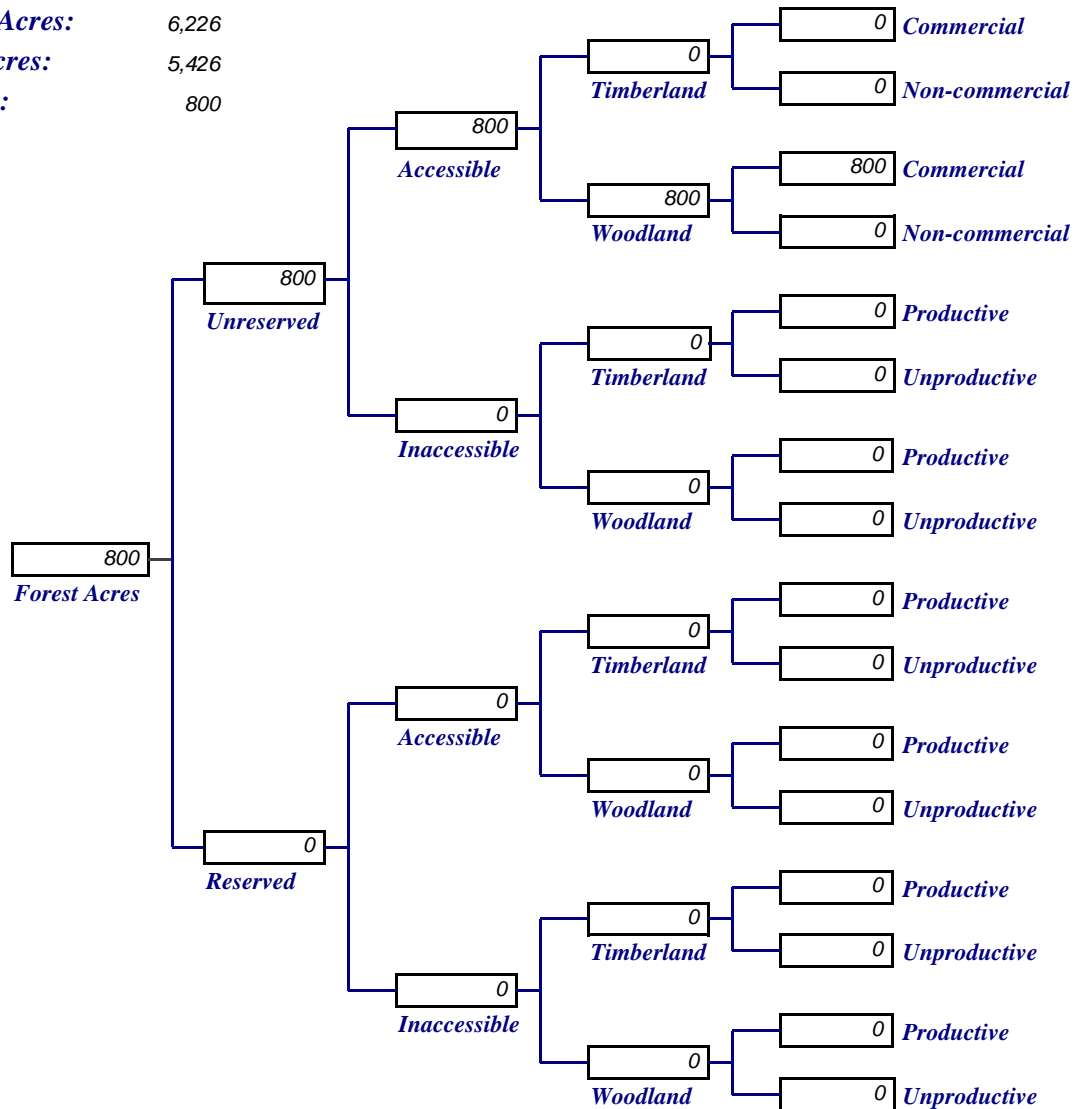 Acres: 6,226
cres: 5,426
: 800
0 Commercial
0 Timberland
0 Non-commercial
800 Accessible
800 Commercial
800 Woodland
0 Non-commercial
800 Unreserved
0 Productive
0 Timberland
0 Unproductive
0 Inaccessible
0 Productive
0 Woodland
0 Unproductive
800 Forest Acres
0 Productive
0 Timberland
0 Unproductive
0 Accessible
0 Productive
0 Woodland
0 Unproductive
0 Reserved
0 Productive
0 Timberland
0 Unproductive
0 Inaccessible
0 Productive
0 Woodland
0 Unproductive